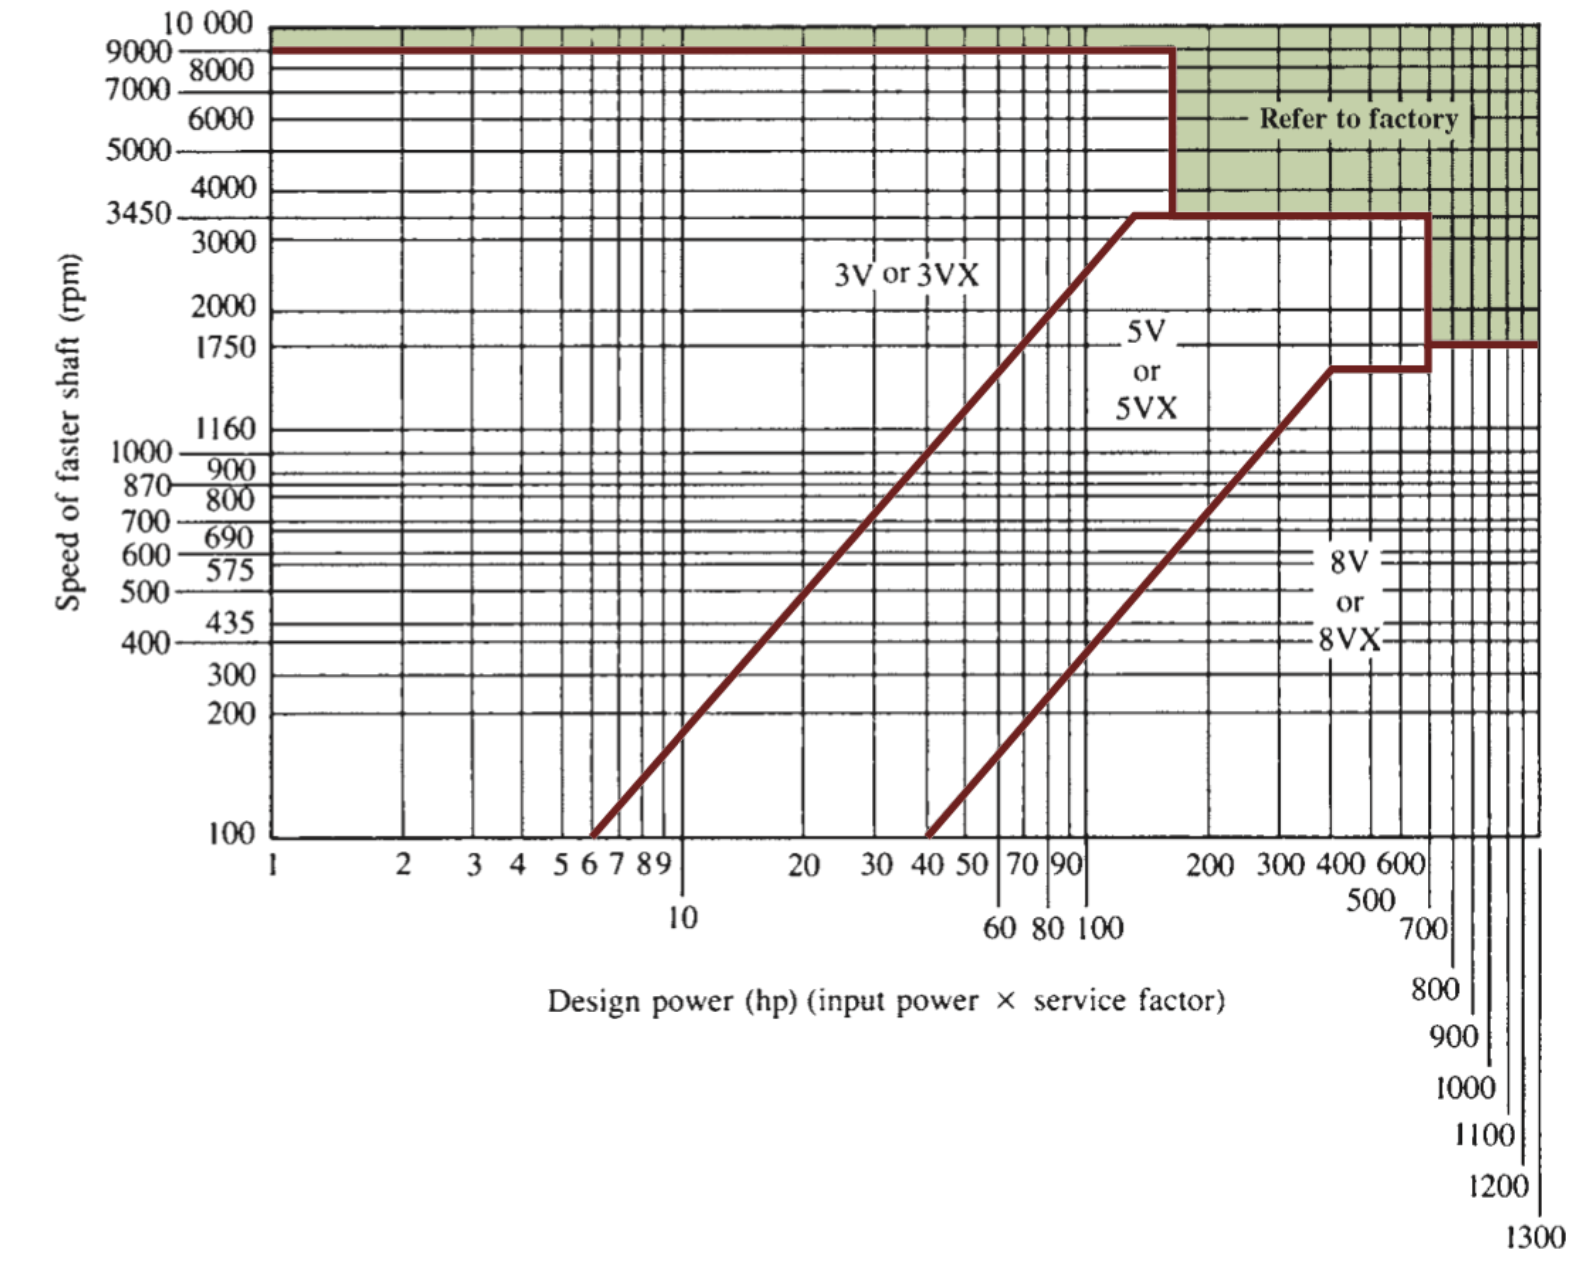 10 000
9000
8000
7000
6000
5000
4000
3450
3000
2000
1750
1160
1000
900
870
800
700
690
600
575
500
435
400
300
200
100
Speed of faster shaft (rpm)
Refer to factory
3V or 3VX
5V
or
5VX
8V
or
8VX
1 2 3 4 5 6 7 8 9 20 30 40 50 70 90 200 300 400 600
500
10 60 80 100 700
800
900
1000
1100
1200
1300
Design power (hp) (input power × service factor)